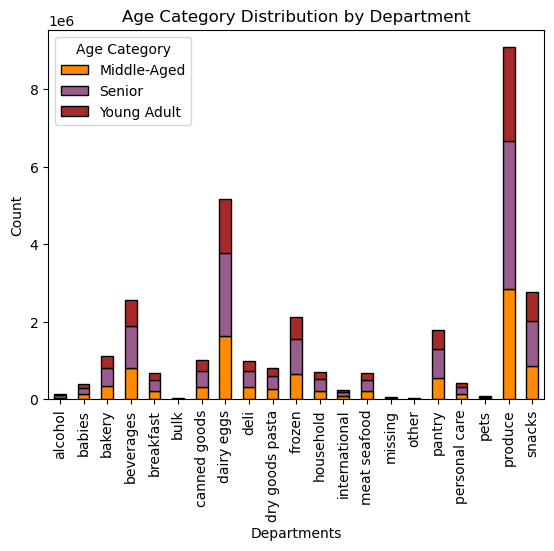 Age Category Distribution by Department
1e6
Age Category
Middle-Aged
Senior
Young Adult
8
6
4
2
0
Count
alcohol
babies
bakery
beverages
breakfast
bulk
canned goods
dairy eggs
deli
dry goods pasta
frozen
household
international
meat seafood
missing
other
pantry
personal care
pets
produce
snacks
Departments